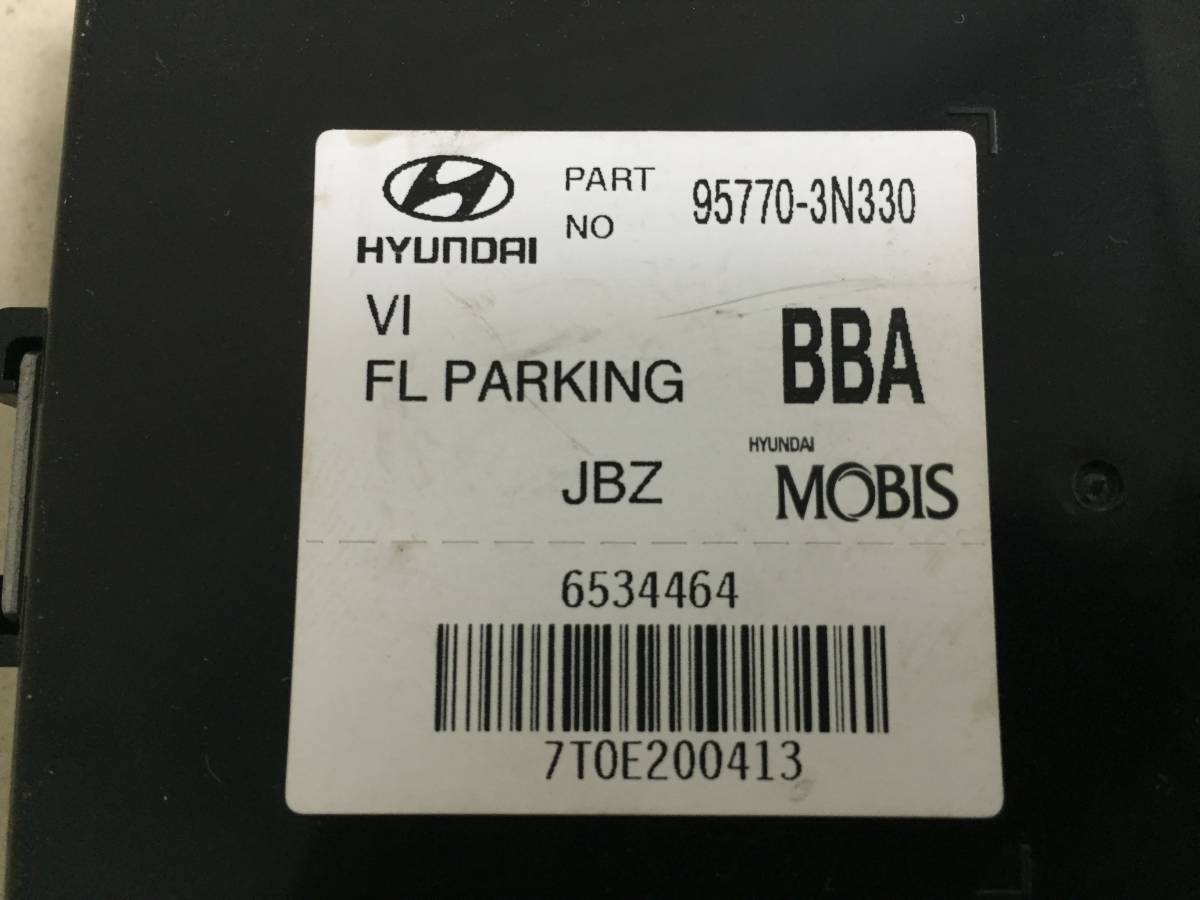 HYUNDAI
PART NO 95770-3N330
VI
FL PARKING
BBA
JBZ
HYUNDAI
MOBIS
6534464
7T0E200413